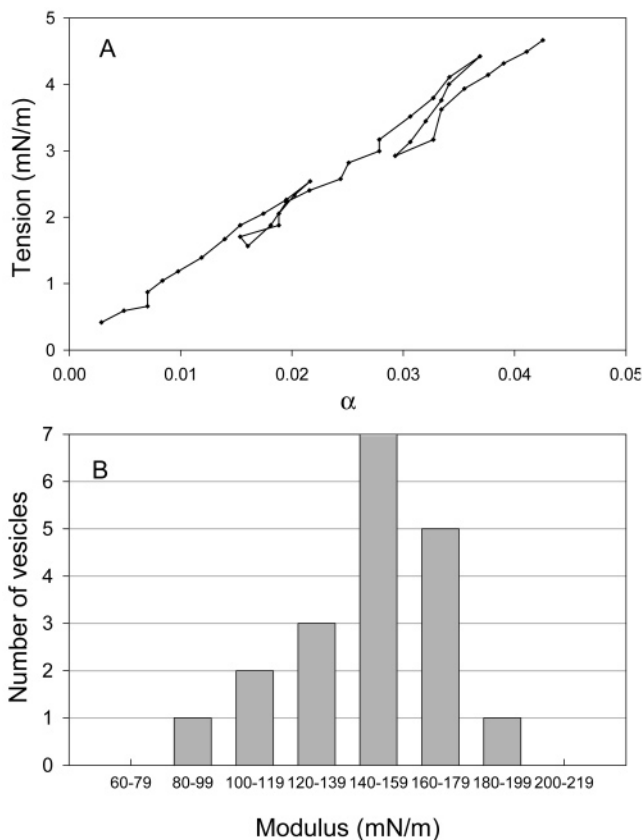 5
A
4
3
2
1
0
Tension (mN/m)
0.00 0.01 0.02 0.03 0.04 0.05
α
7
B
6
5
4
3
2
1
0
Number of vesicles
60-79 80-99 100-119 120-139 140-159 160-179 180-199 200-219
Modulus (mN/m)